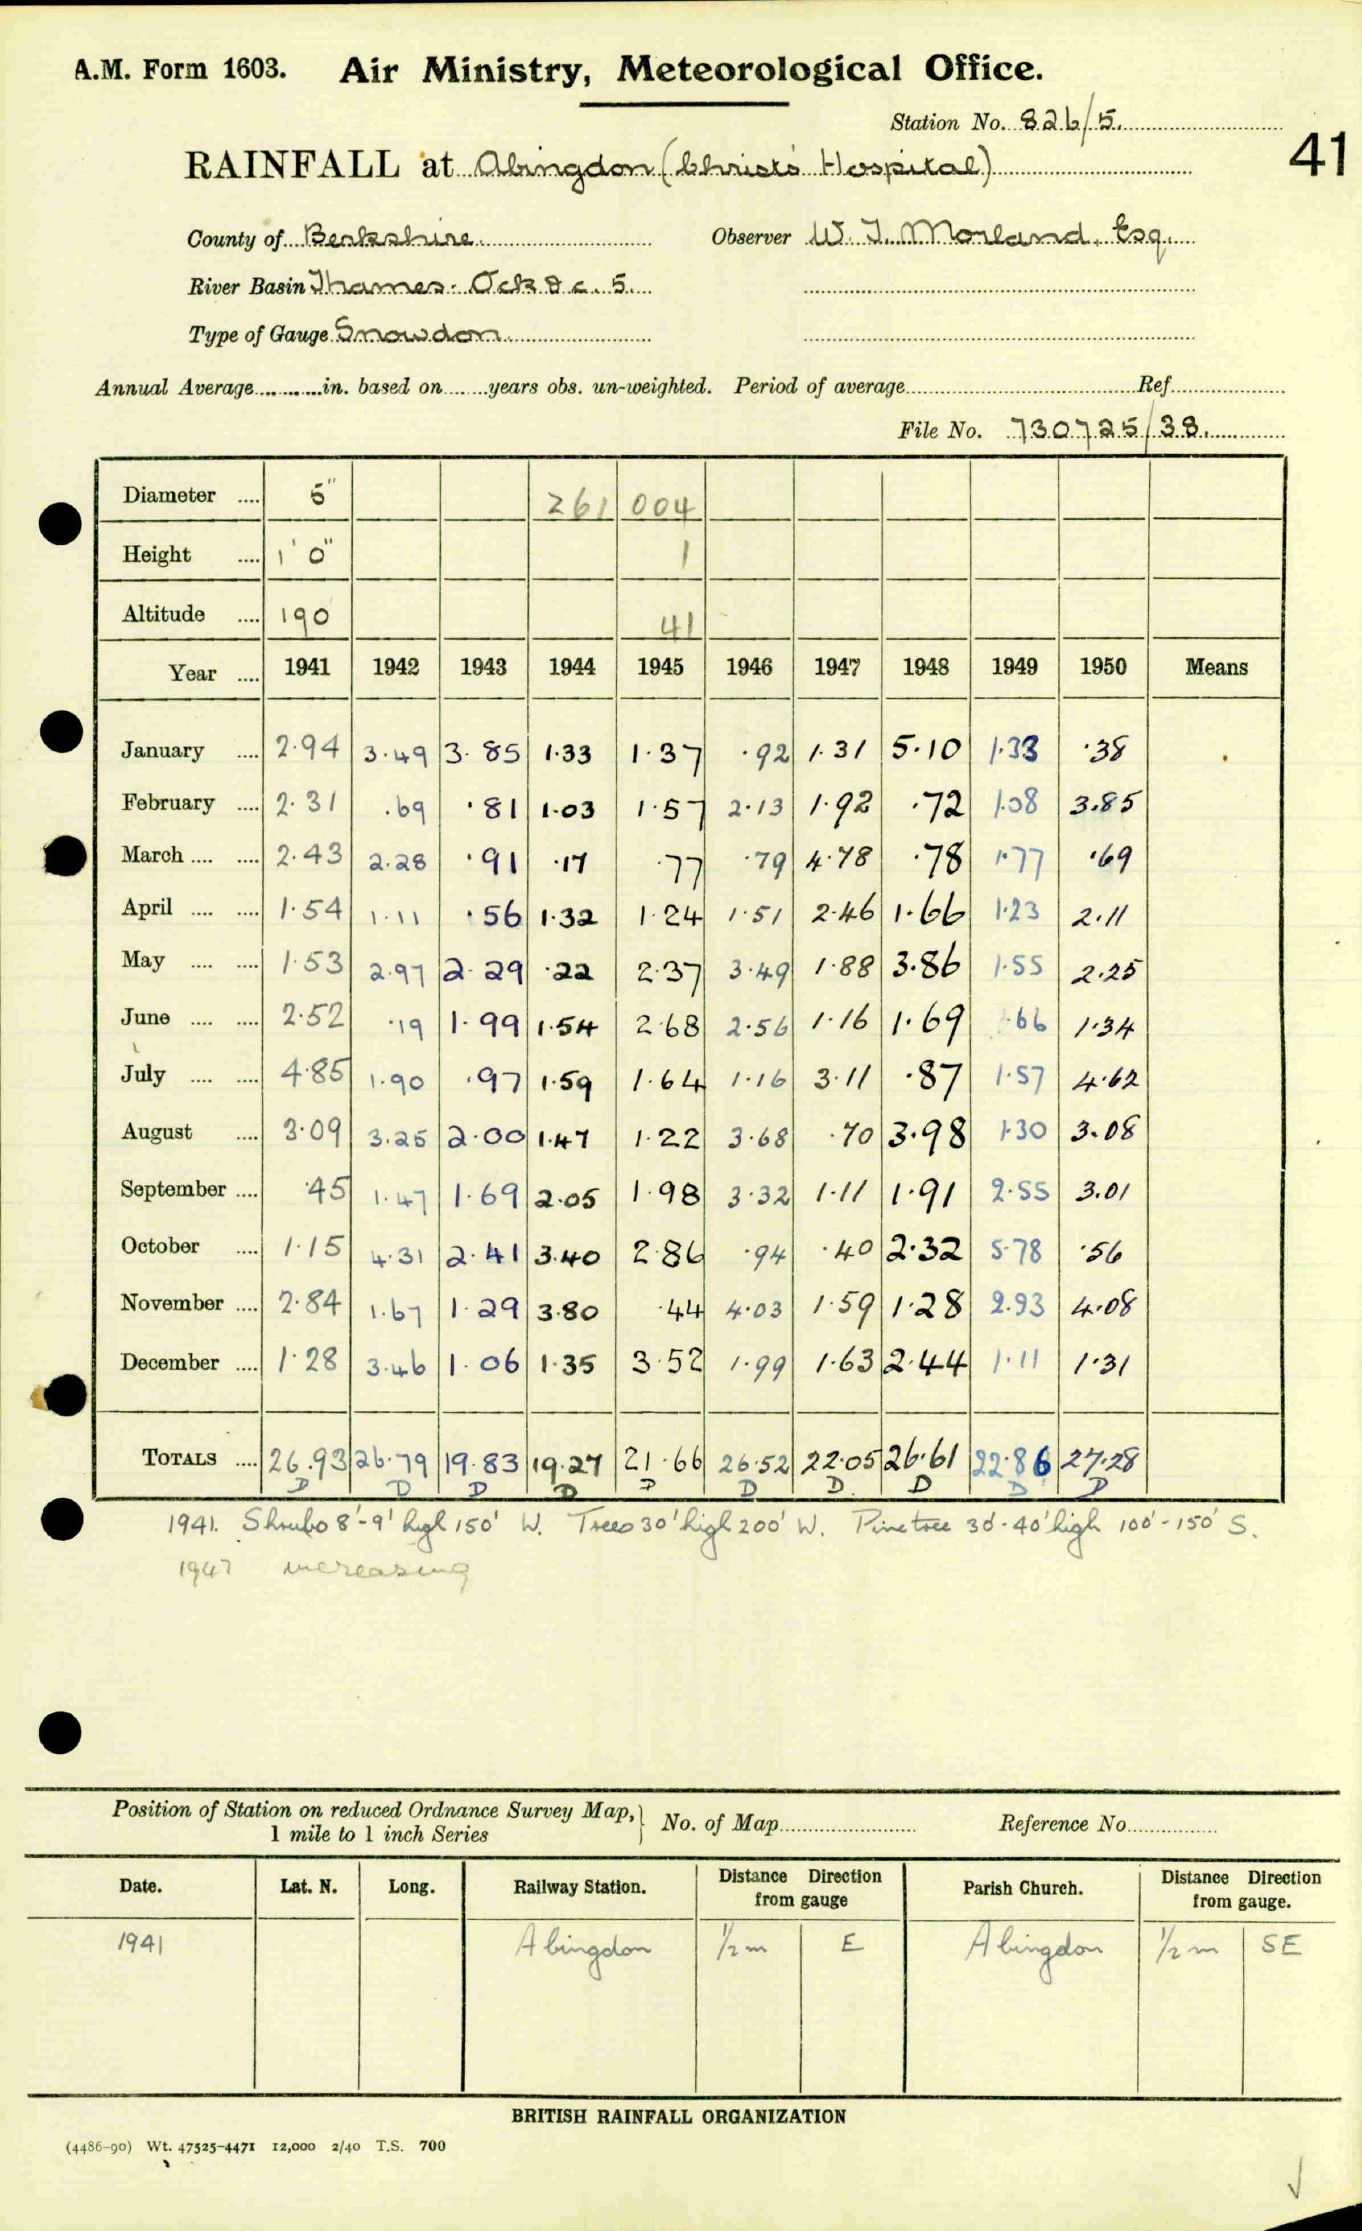 A.M. Form 1603. Air Ministry, Meteorological Office.
Station No. 826/5.
41
RAINFALL at Abingdon (Christ's Hospital)
County of Berkshire. Observer W. J. Morland, Esq.
River Basin Thames. Ock &c. 5.
Type of Gauge Snowdon.
Annual Average............in. based on.......years obs. un-weighted. Period of average.......Ref.......
File No. 730725/38.
Diameter .... 5" 261 004
Height .... 1' 0" 1
Altitude .... 190 41
Year .... 1941 1942 1943 1944 1945 1946 1947 1948 1949 1950 Means
January .... 2.94 3.49 3.85 1.33 1.37 .92 1.31 5.10 1.33 .38
February .... 2.31 .69 .81 1.03 1.57 2.13 1.92 .72 1.08 3.85
March .... .... 2.43 2.28 .91 .17 .77 .79 4.78 .78 1.77 .69
April .... .... 1.54 1.11 .56 1.32 1.24 1.51 2.46 1.66 1.23 2.11
May .... .... 1.53 2.97 2.29 .22 2.37 3.49 1.88 3.86 1.55 2.25
June .... .... 2.52 .19 1.99 1.54 2.68 2.56 1.16 1.69 .66 1.34
July .... .... 4.85 1.90 .97 1.59 1.64 1.16 3.11 .87 1.57 4.62
August .... 3.09 3.25 2.00 1.47 1.22 3.68 .70 3.98 1.30 3.08
September .... .45 1.47 1.69 2.05 1.98 3.32 1.11 1.91 2.55 3.01
October .... 1.15 4.31 2.41 3.40 2.86 .94 .40 2.32 5.78 .56
November .... 2.84 1.67 1.29 3.80 .44 4.03 1.59 1.28 2.93 4.08
December .... 1.28 3.46 1.06 1.35 3.52 1.99 1.63 2.44 1.11 1.31
TOTALS .... 26.93 26.79 19.83 19.27 21.66 26.52 22.05 26.61 22.86 27.28
D D D D D D D. D D D
1941. Shrubs 8'-9' high 150' W. Trees 30' high 200' W. Pine tree 30'-40' high 100'-150' S.
1947 increasing
Position of Station on reduced Ordnance Survey Map, 1 mile to 1 inch Series } No. of Map....... Reference No.......
Date. Lat. N. Long. Railway Station. Distance Direction from gauge Parish Church. Distance Direction from gauge.
1941 Abingdon 1/2 m E Abingdon 1/2 m SE
BRITISH RAINFALL ORGANIZATION
(4486-90) Wt. 47525-4471 12,000 2/40 T.S. 700